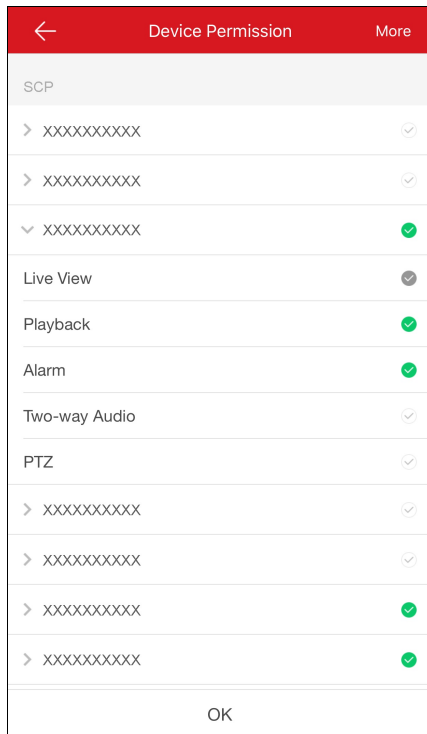 Device Permission More
SCP
XXXXXXXXXX
XXXXXXXXXX
XXXXXXXXXX
Live View
Playback
Alarm
Two-way Audio
PTZ
XXXXXXXXXX
XXXXXXXXXX
XXXXXXXXXX
XXXXXXXXXX
OK